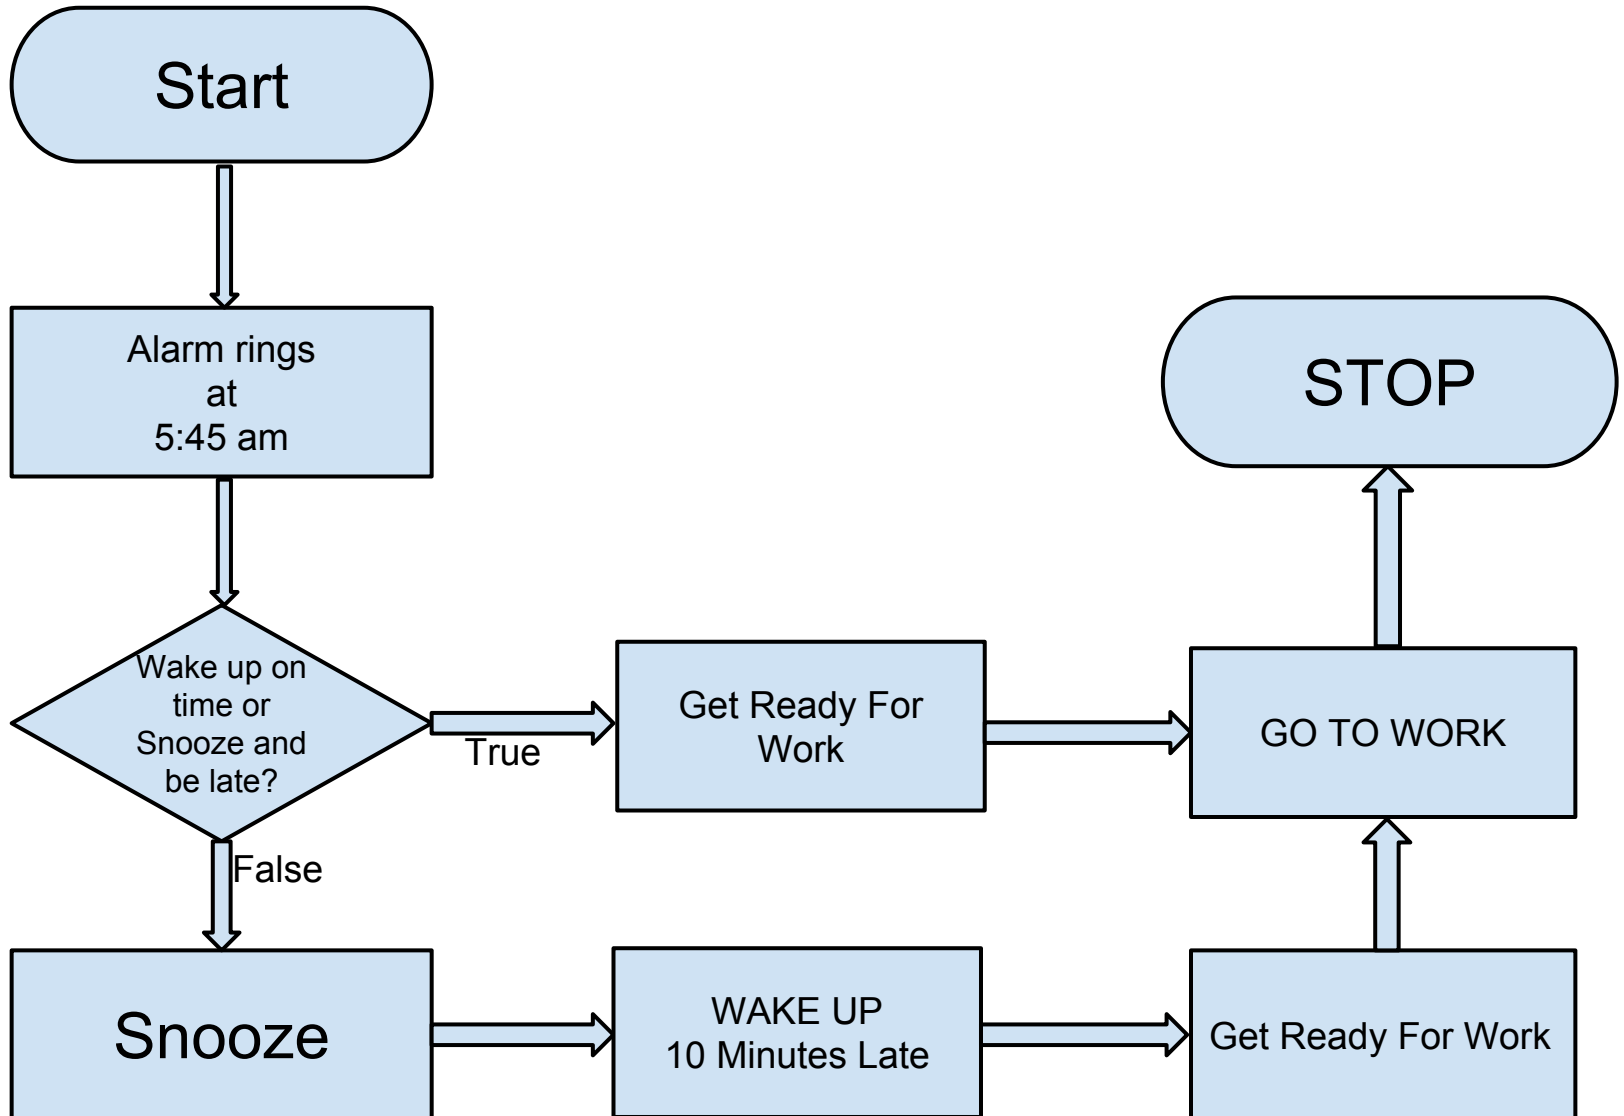 Start
Alarm rings
at
5:45 am
STOP
Wake up on
time or
Snooze and
be late?
True
Get Ready For
Work
GO TO WORK
False
Snooze
WAKE UP
10 Minutes Late
Get Ready For Work